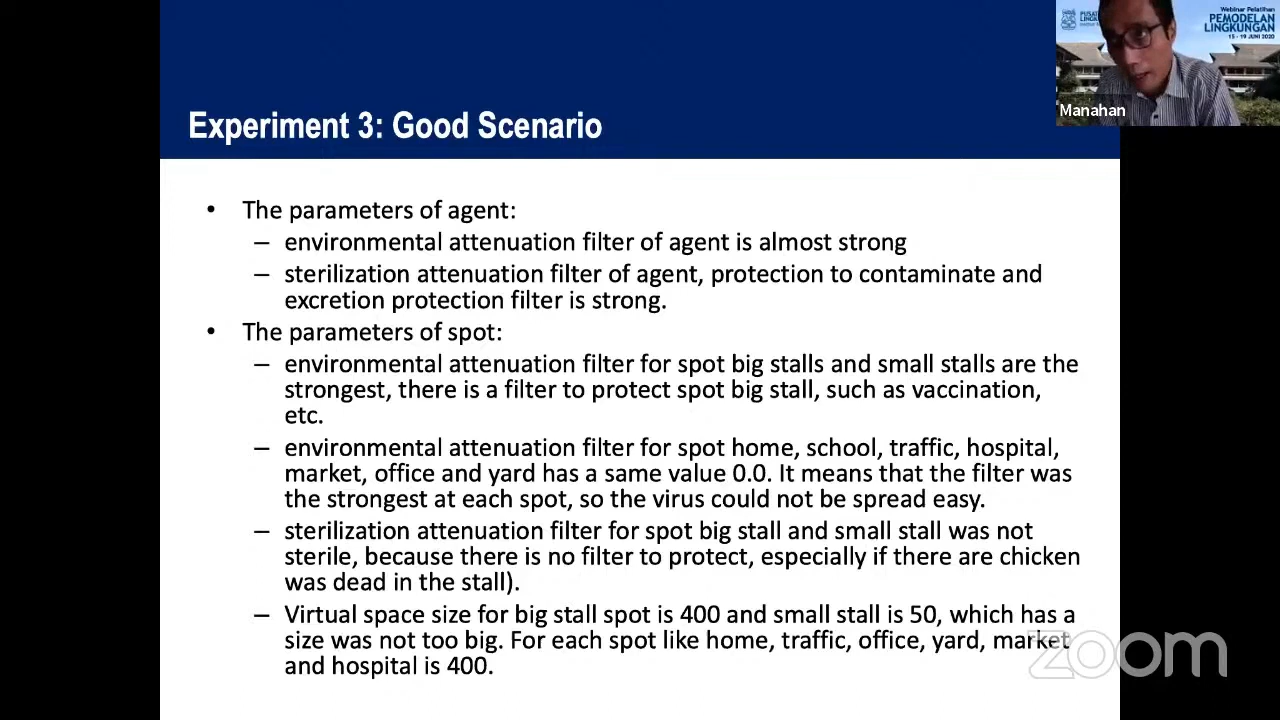 Webinar Pelatihan
PEMODELAN
LINGKUNGAN
15 - 19 JUNI 2020
Manahan
Experiment 3: Good Scenario
• The parameters of agent:
– environmental attenuation filter of agent is almost strong
– sterilization attenuation filter of agent, protection to contaminate and
excretion protection filter is strong.
• The parameters of spot:
– environmental attenuation filter for spot big stalls and small stalls are the
strongest, there is a filter to protect spot big stall, such as vaccination,
etc.
– environmental attenuation filter for spot home, school, traffic, hospital,
market, office and yard has a same value 0.0. It means that the filter was
the strongest at each spot, so the virus could not be spread easy.
– sterilization attenuation filter for spot big stall and small stall was not
sterile, because there is no filter to protect, especially if there are chicken
was dead in the stall).
– Virtual space size for big stall spot is 400 and small stall is 50, which has a
size was not too big. For each spot like home, traffic, office, yard, market
and hospital is 400.
zoom